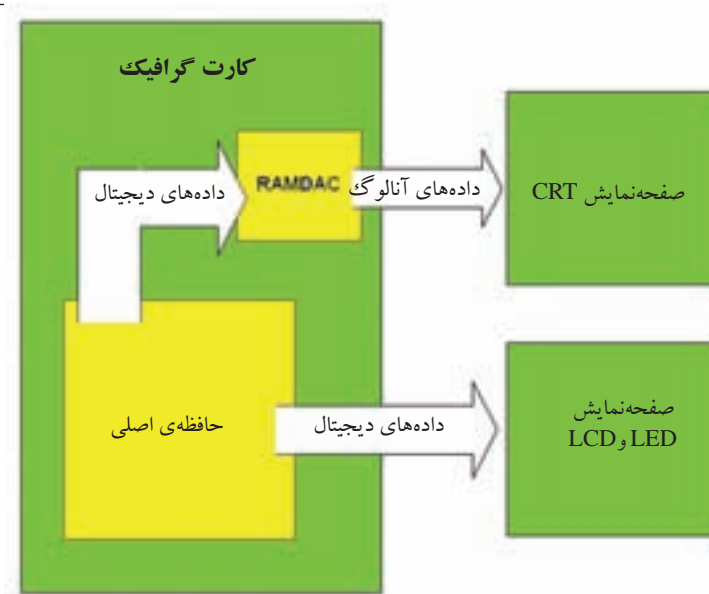 کارت گرافیک
RAMDAC
داده‌های دیجیتال
داده‌های آنالوگ
صفحه‌نمایش CRT
حافظه‌ی اصلی
داده‌های دیجیتال
صفحه‌نمایش
LCD و LED